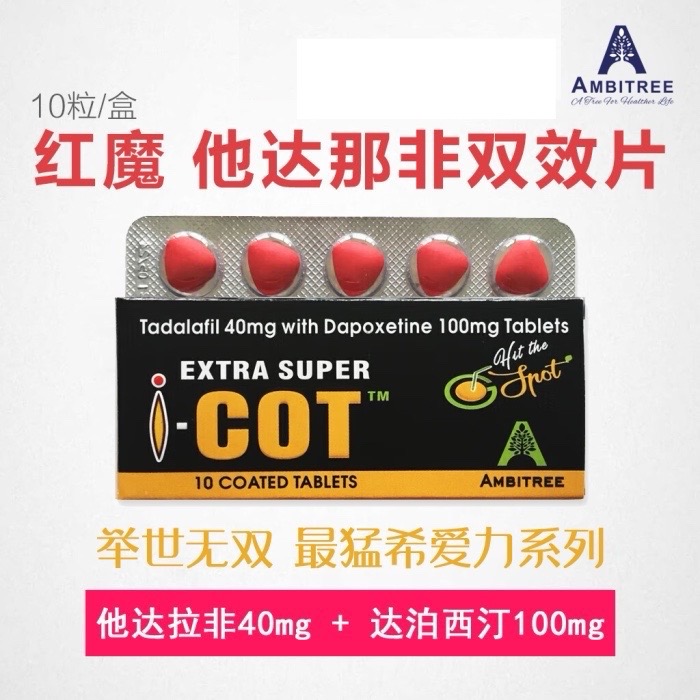 AMBITREE
A Tree For Healthier Life
10粒/盒
红魔 他达那非双效片
Tadalafil 40mg with Dapoxetine 100mg Tablets
EXTRA SUPER
i-COT™
Hit the
Spot
10 COATED TABLETS
AMBITREE
举世无双 最猛希爱力系列
他达拉非40mg + 达泊西汀100mg